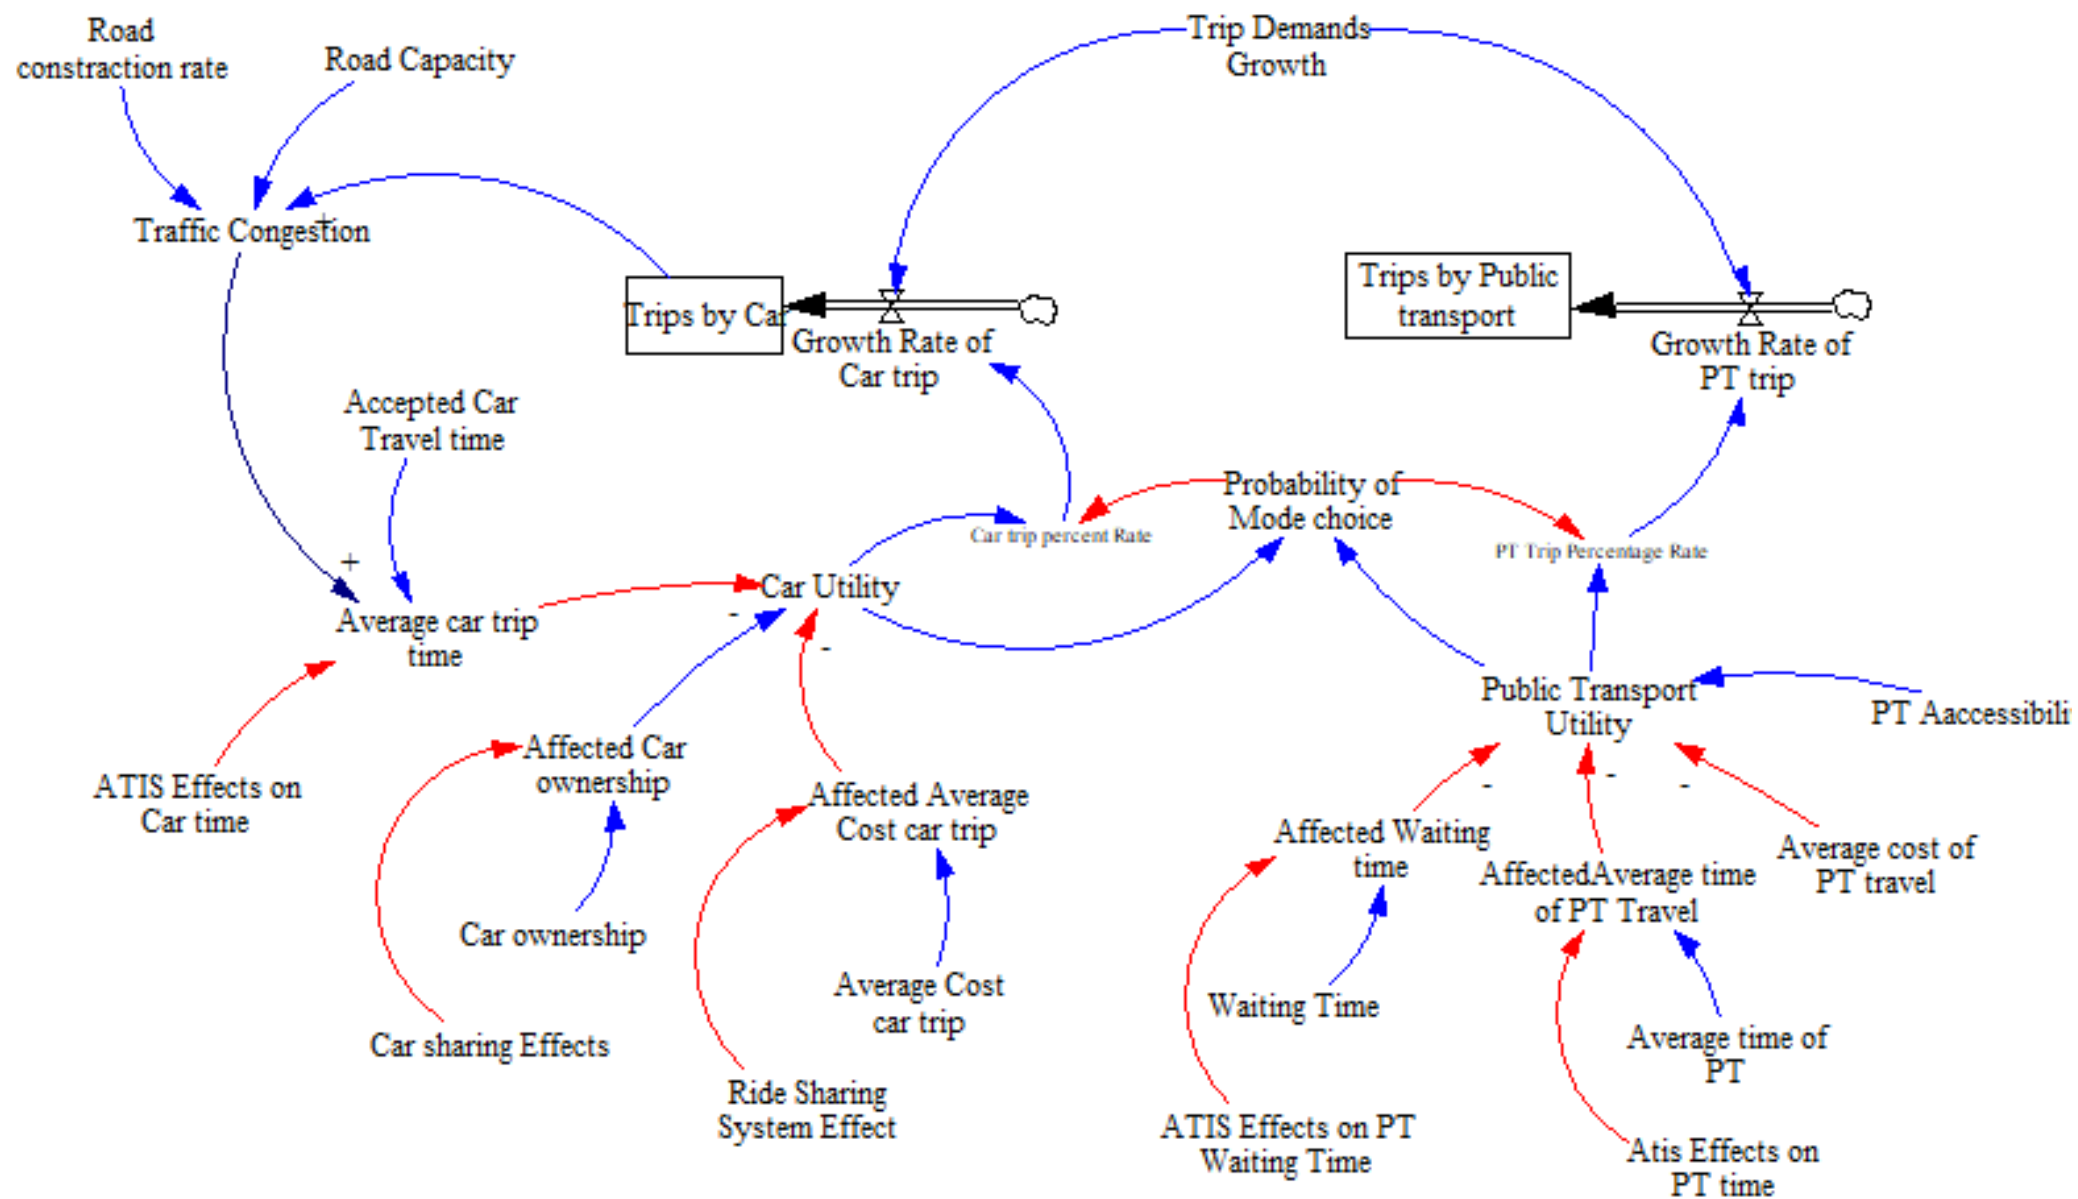 Road
constraction rate
Road Capacity
Trip Demands
Growth
+
Traffic Congestion
Trips by Car
Growth Rate of
Car trip
Trips by Public
transport
Growth Rate of
PT trip
Accepted Car
Travel time
Probability of
Mode choice
Car trip percent Rate
PT Trip Percentage Rate
+
Average car trip
time
Car Utility
-
-
Public Transport
Utility
PT Aaccessibili
ATIS Effects on
Car time
Affected Car
ownership
Affected Average
Cost car trip
-
-
-
Affected Waiting
time
AffectedAverage time
of PT Travel
Average cost of
PT travel
Car ownership
Average Cost
car trip
Waiting Time
Average time of
PT
Car sharing Effects
Ride Sharing
System Effect
ATIS Effects on PT
Waiting Time
Atis Effects on
PT time